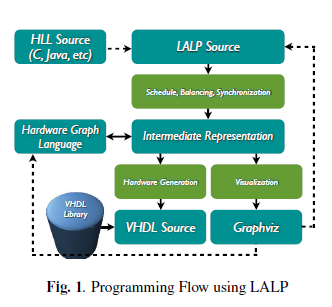 HLL Source
(C, Java, etc)
LALP Source
Schedule, Balancing, Synchronization
Hardware Graph
Language
Intermediate Representation
Hardware Generation
Visualization
VHDL
Library
VHDL Source
Graphviz
Fig. 1. Programming Flow using LALP